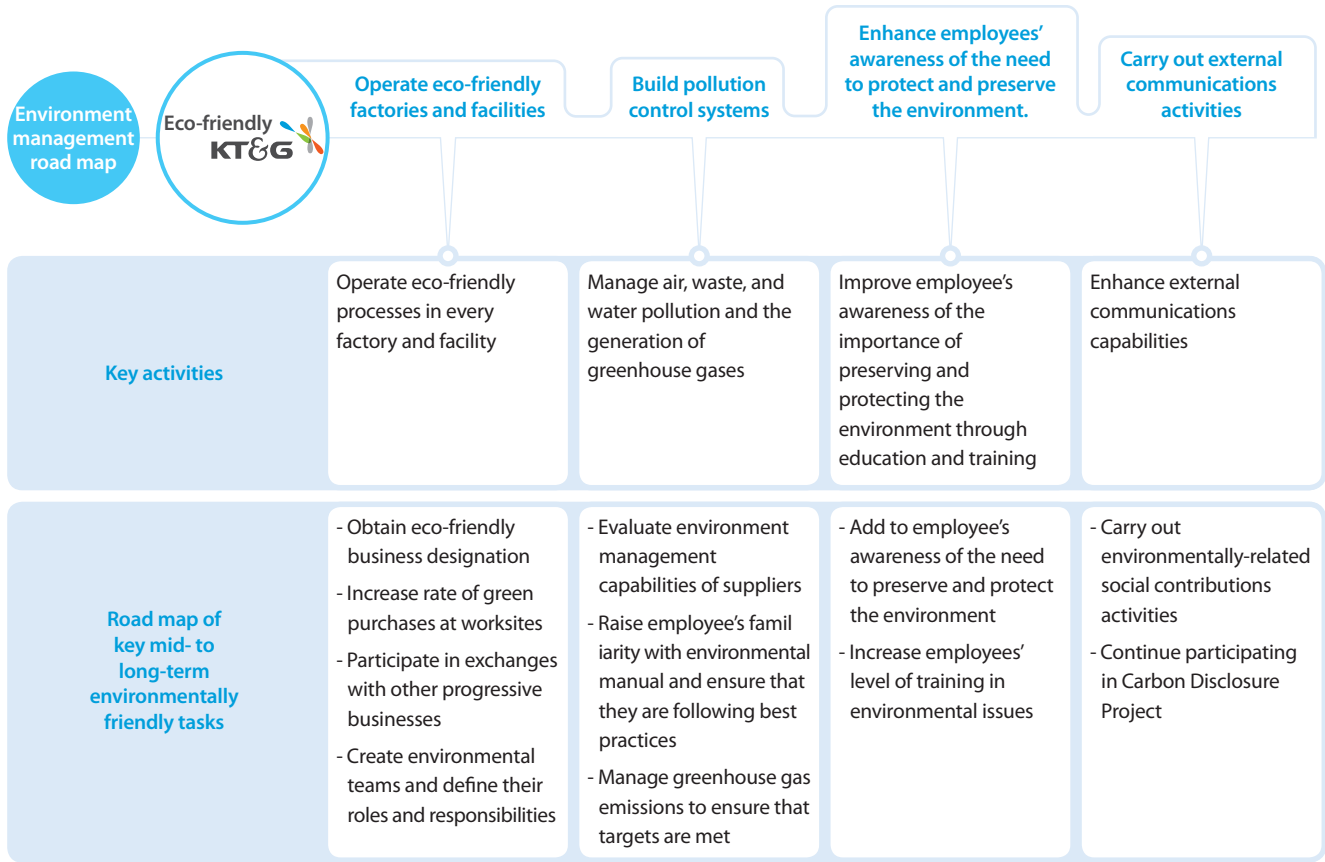 Environment
management
road map
Eco-friendly
KT&G
Operate eco-friendly
factories and facilities
Build pollution
control systems
Enhance employees'
awareness of the need
to protect and preserve
the environment.
Carry out external
communications
activities
Key activities
Operate eco-friendly
processes in every
factory and facility
Manage air, waste, and
water pollution and the
generation of
greenhouse gases
Improve employee's
awareness of the
importance of
preserving and
protecting the
environment through
education and training
Enhance external
communications
capabilities
Road map of
key mid- to
long-term
environmentally
friendly tasks
- Obtain eco-friendly
business designation
- Increase rate of green
purchases at worksites
- Participate in exchanges
with other progressive
businesses
- Create environmental
teams and define their
roles and responsibilities
- Evaluate environment
management
capabilities of suppliers
- Raise employee's famil
iarity with environmental
manual and ensure that
they are following best
practices
- Manage greenhouse gas
emissions to ensure that
targets are met
- Add to employee's
awareness of the need
to preserve and protect
the environment
- Increase employees'
level of training in
environmental issues
- Carry out
environmentally-related
social contributions
activities
- Continue participating
in Carbon Disclosure
Project